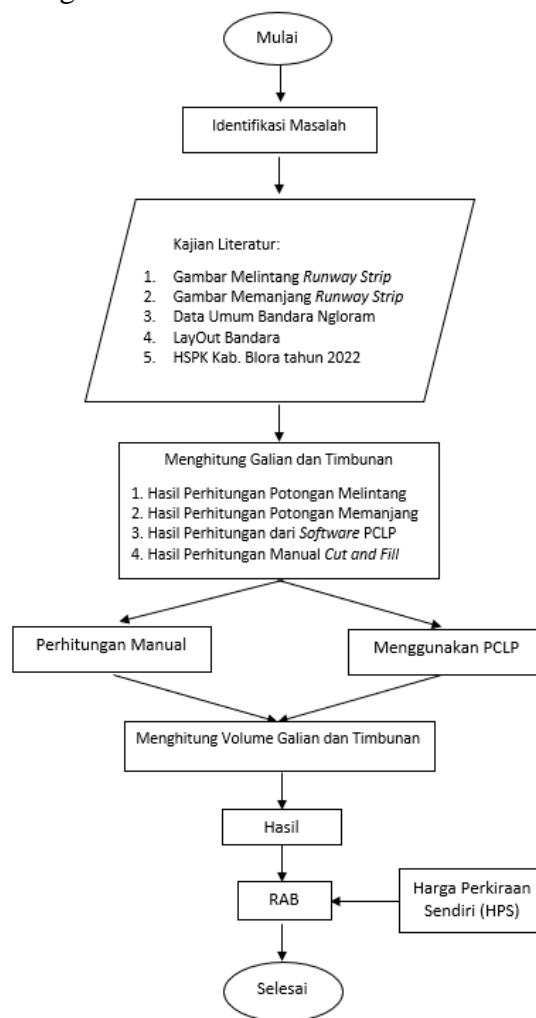 Mulai
Identifikasi Masalah
Kajian Literatur:
1. Gambar Melintang Runway Strip
2. Gambar Memanjang Runway Strip
3. Data Umum Bandara Ngloram
4. LayOut Bandara
5. HSPK Kab. Blora tahun 2022
Menghitung Galian dan Timbunan
1. Hasil Perhitungan Potongan Melintang
2. Hasil Perhitungan Potongan Memanjang
3. Hasil Perhitungan dari Software PCLP
4. Hasil Perhitungan Manual Cut and Fill
Perhitungan Manual
Menggunakan PCLP
Menghitung Volume Galian dan Timbunan
Hasil
RAB
Harga Perkiraan
Sendiri (HPS)
Selesai